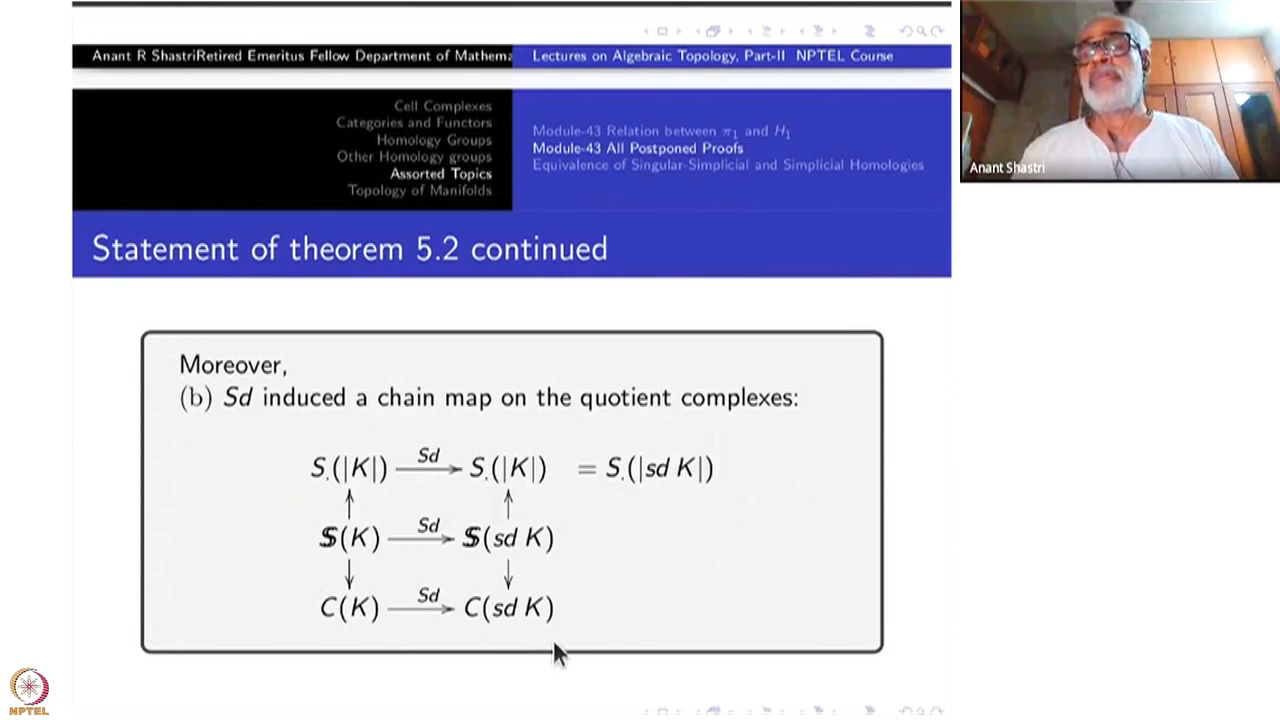 Anant R ShastriRetired Emeritus Fellow Department of Mathema
Lectures on Algebraic Topology, Part-II NPTEL Course
Cell Complexes
Categories and Functors
Homology Groups
Other Homology groups
Assorted Topics
Topology of Manifolds
Module-43 Relation between π₁ and H₁
Module-43 All Postponed Proofs
Equivalence of Singular-Simplicial and Simplicial Homologies
Statement of theorem 5.2 continued
Moreover,
(b) Sd induced a chain map on the quotient complexes:
S.(|K|) Sd→ S.(|K|) = S.(|sd K|)
↑ ↑
𝕊(K) Sd→ 𝕊(sd K)
↓ ↓
C(K) Sd→ C(sd K)
Anant Shastri
NPTEL